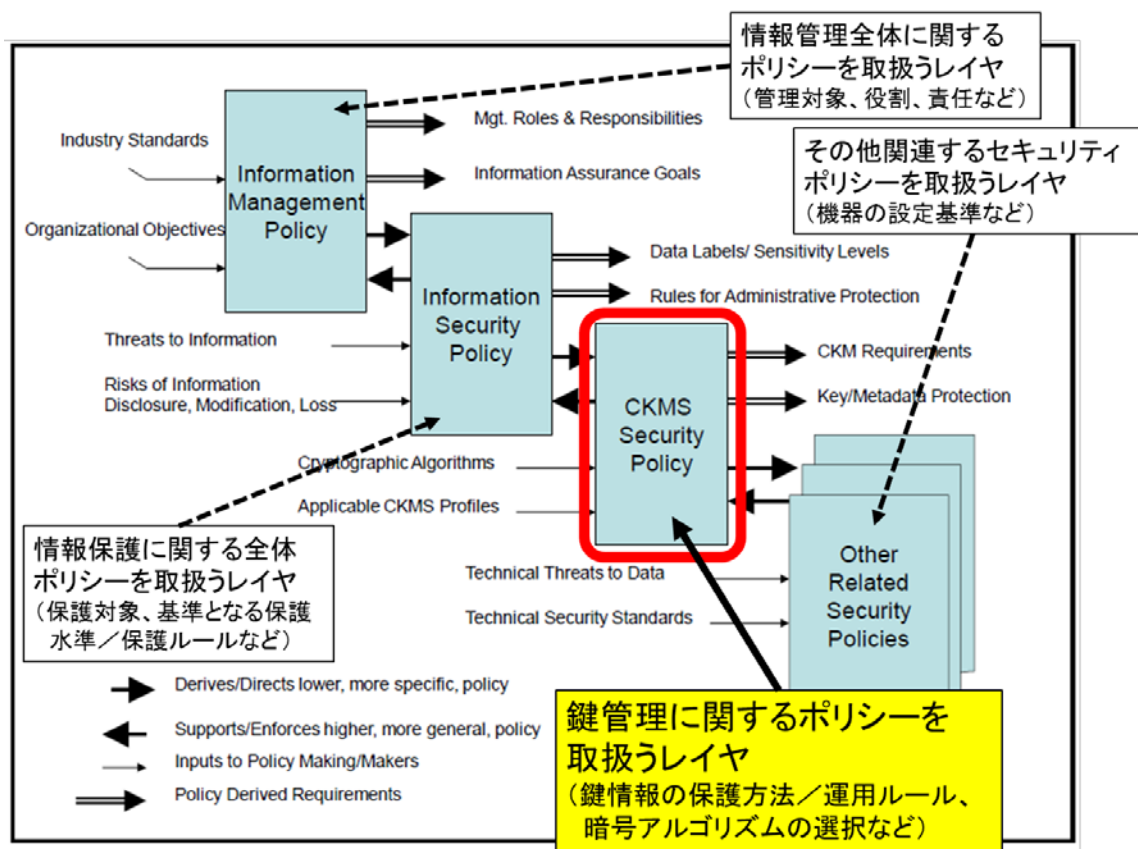 情報管理全体に関する
ポリシーを取扱うレイヤ
（管理対象、役割、責任など）
その他関連するセキュリティ
ポリシーを取扱うレイヤ
（機器の設定基準など）
Industry Standards
Organizational Objectives
Information
Management
Policy
Mgt. Roles & Responsibilities
Information Assurance Goals
Threats to Information
Risks of Information
Disclosure, Modification, Loss
Information
Security
Policy
Data Labels/ Sensitivity Levels
Rules for Administrative Protection
Cryptographic Algorithms
Applicable CKMS Profiles
CKMS
Security
Policy
CKM Requirements
Key/Metadata Protection
Technical Threats to Data
Technical Security Standards
Other
Related
Security
Policies
情報保護に関する全体
ポリシーを取扱うレイヤ
（保護対象、基準となる保護
水準／保護ルールなど）
Derives/Directs lower, more specific, policy
Supports/Enforces higher, more general, policy
Inputs to Policy Making/Makers
Policy Derived Requirements
鍵管理に関するポリシーを
取扱うレイヤ
（鍵情報の保護方法／運用ルール、
暗号アルゴリズムの選択など）